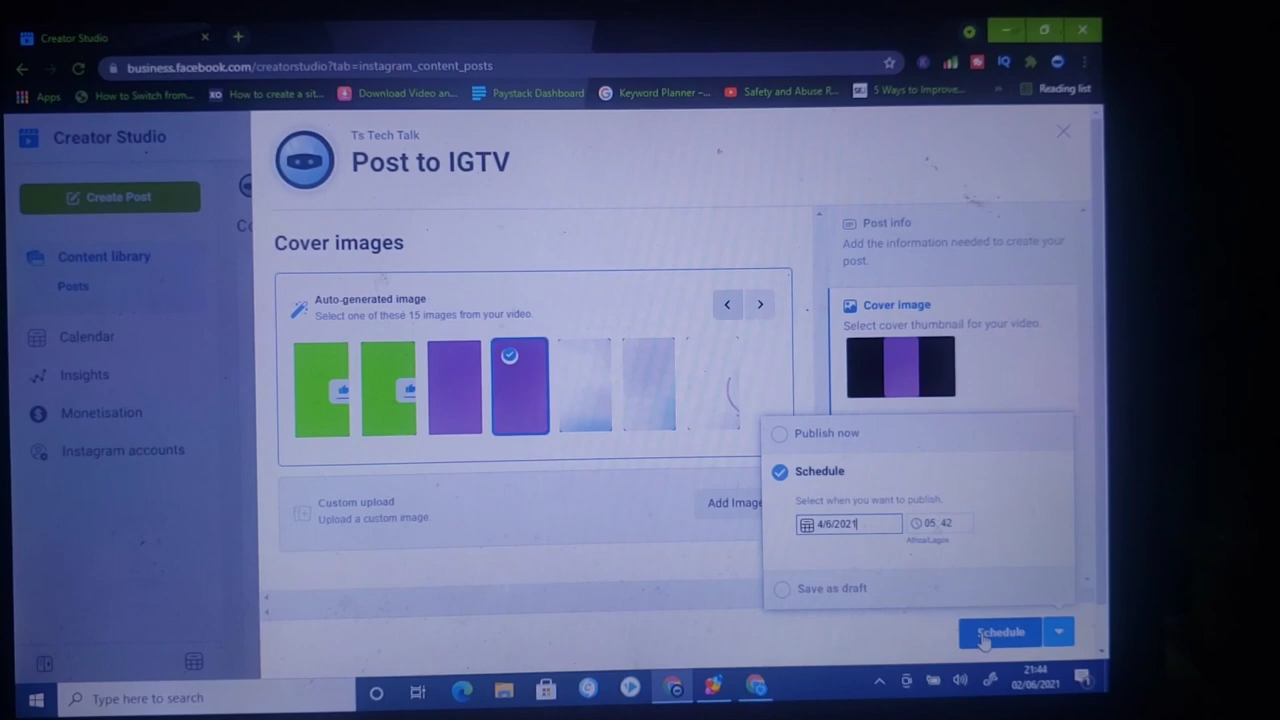 Creator Studio
business.facebook.com/creatorstudio?tab=instagram_content_posts
IQ
Apps
How to Switch from...
XO
How to create a sit...
Download Video an...
Paystack Dashboard
G
Keyword Planner -...
Safety and Abuse R...
SEJ
5 Ways to Improve...
»
Reading list
Creator Studio
Create Post
Content library
Posts
Calendar
Insights
Monetisation
Instagram accounts
Ts Tech Talk
Post to IGTV
Cover images
Auto-generated image
Select one of these 15 images from your video.
Custom upload
Upload a custom image.
Add Image
Post info
Add the information needed to create your
post.
Cover image
Select cover thumbnail for your video.
Publish now
Schedule
Select when you want to publish.
4/6/2021
05 42
Africa/Lagos
Save as draft
Schedule
Type here to search
21:44
02/06/2021